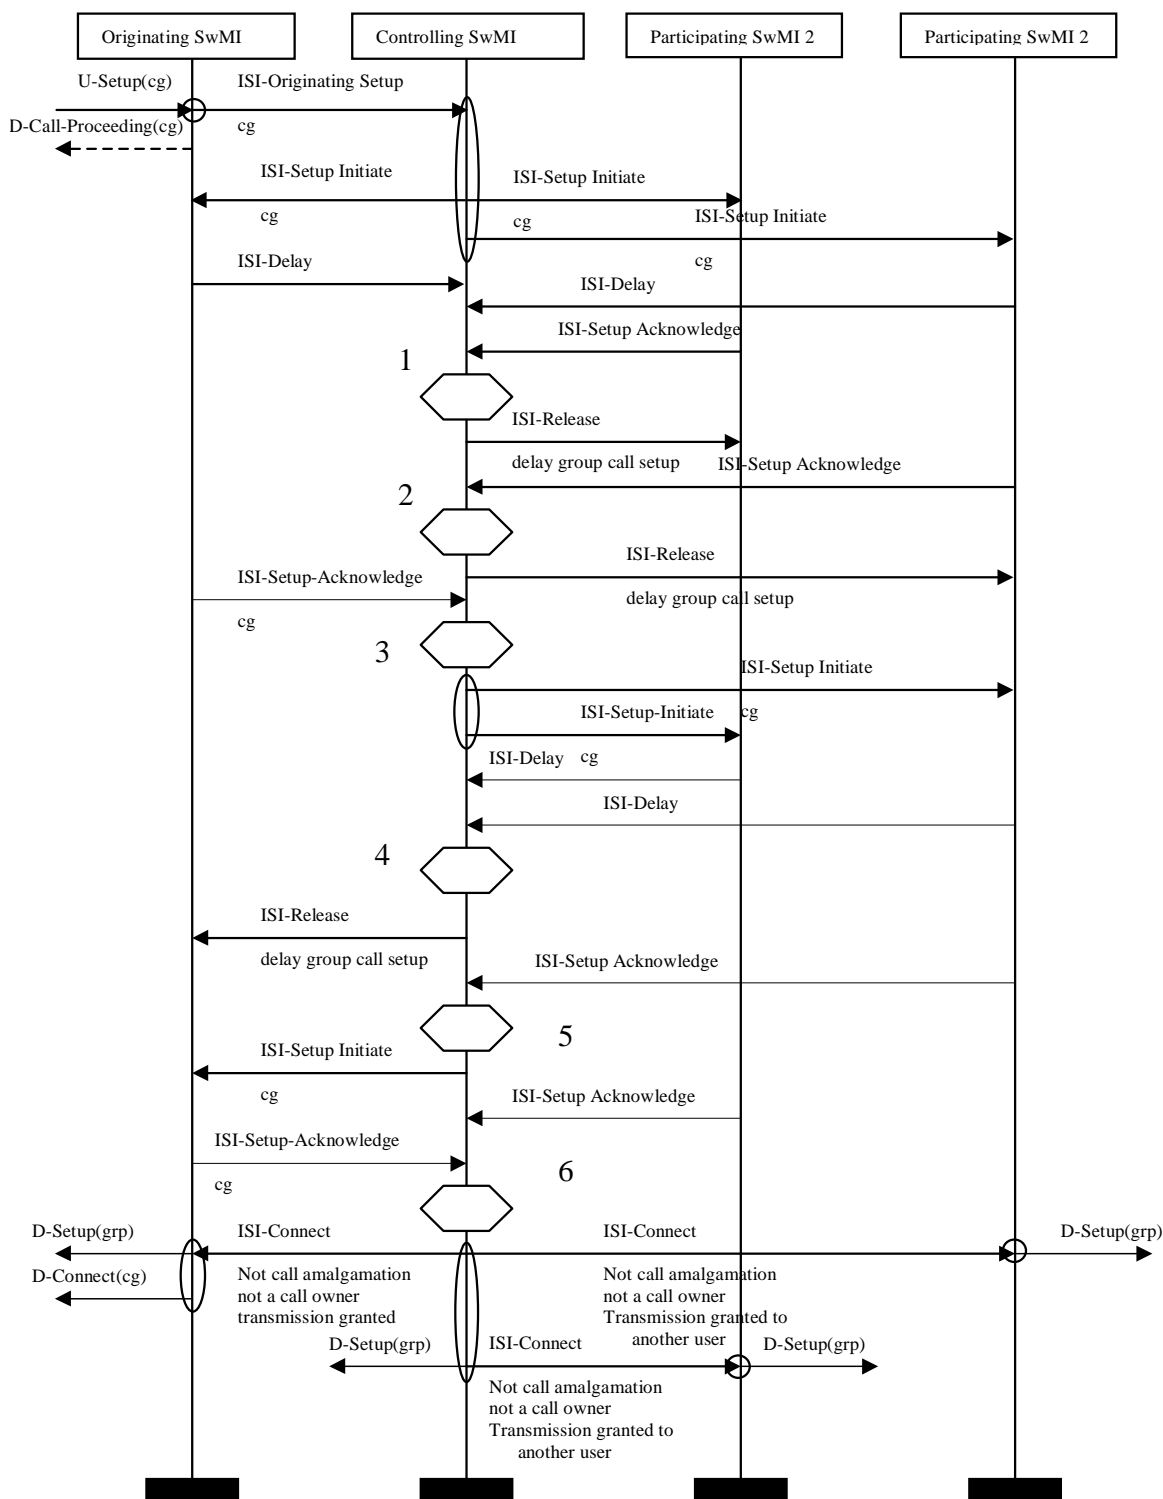 Originating SwMI
Controlling SwMI
Participating SwMI 2
Participating SwMI 2
U-Setup(cg)
ISI-Originating Setup
cg
D-Call-Proceeding(cg)
ISI-Setup Initiate
ISI-Setup Initiate
cg
cg
ISI-Setup Initiate
cg
ISI-Delay
ISI-Delay
ISI-Setup Acknowledge
1
ISI-Release
delay group call setup
ISI-Setup Acknowledge
2
ISI-Release
ISI-Setup-Acknowledge
delay group call setup
cg
3
ISI-Setup Initiate
ISI-Setup-Initiate
cg
ISI-Delay
cg
ISI-Delay
4
ISI-Release
delay group call setup
ISI-Setup Acknowledge
5
ISI-Setup Initiate
cg
ISI-Setup Acknowledge
ISI-Setup-Acknowledge
6
cg
D-Setup(grp)
ISI-Connect
ISI-Connect
D-Setup(grp)
D-Connect(cg)
Not call amalgamation
not a call owner
transmission granted
Not call amalgamation
not a call owner
Transmission granted to
another user
D-Setup(grp)
ISI-Connect
D-Setup(grp)
Not call amalgamation
not a call owner
Transmission granted to
another user